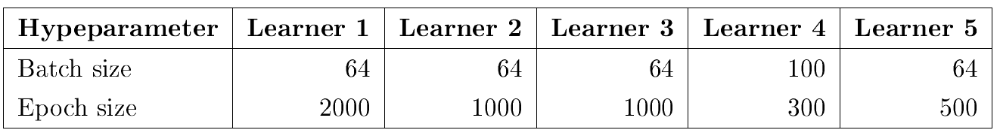 Hypeparameter Learner 1 Learner 2 Learner 3 Learner 4 Learner 5
Batch size 64 64 64 100 64
Epoch size 2000 1000 1000 300 500